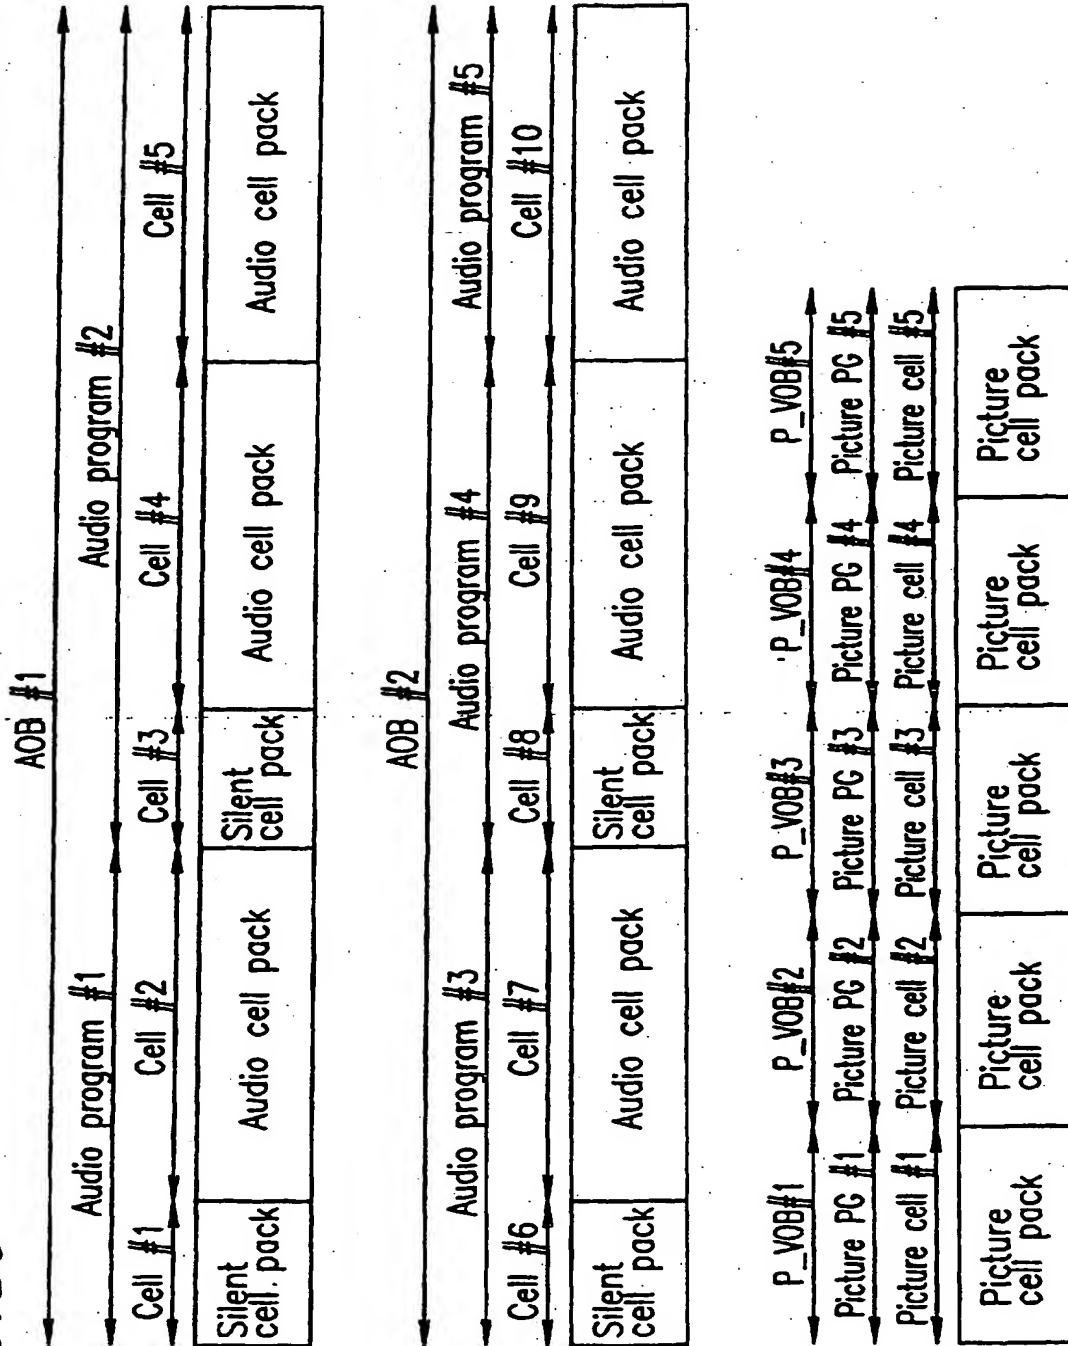 AOB #1
Audio program #1
Audio program #2
Cell #1
Cell #2
Cell #3
Cell #4
Cell #5
Silent
cell pack
Audio cell pack
Silent
cell pack
Audio cell pack
Audio cell pack
AOB #2
Audio program #3
Audio program #4
Audio program #5
Cell #6
Cell #7
Cell #8
Cell #9
Cell #10
Silent
cell pack
Audio cell pack
Silent
cell pack
Audio cell pack
Audio cell pack
P_VOB#1
P_VOB#2
P_VOB#3
P_VOB#4
P_VOB#5
Picture PG #1
Picture PG #2
Picture PG #3
Picture PG #4
Picture PG #5
Picture cell #1
Picture cell #2
Picture cell #3
Picture cell #4
Picture cell #5
Picture
cell pack
Picture
cell pack
Picture
cell pack
Picture
cell pack
Picture
cell pack